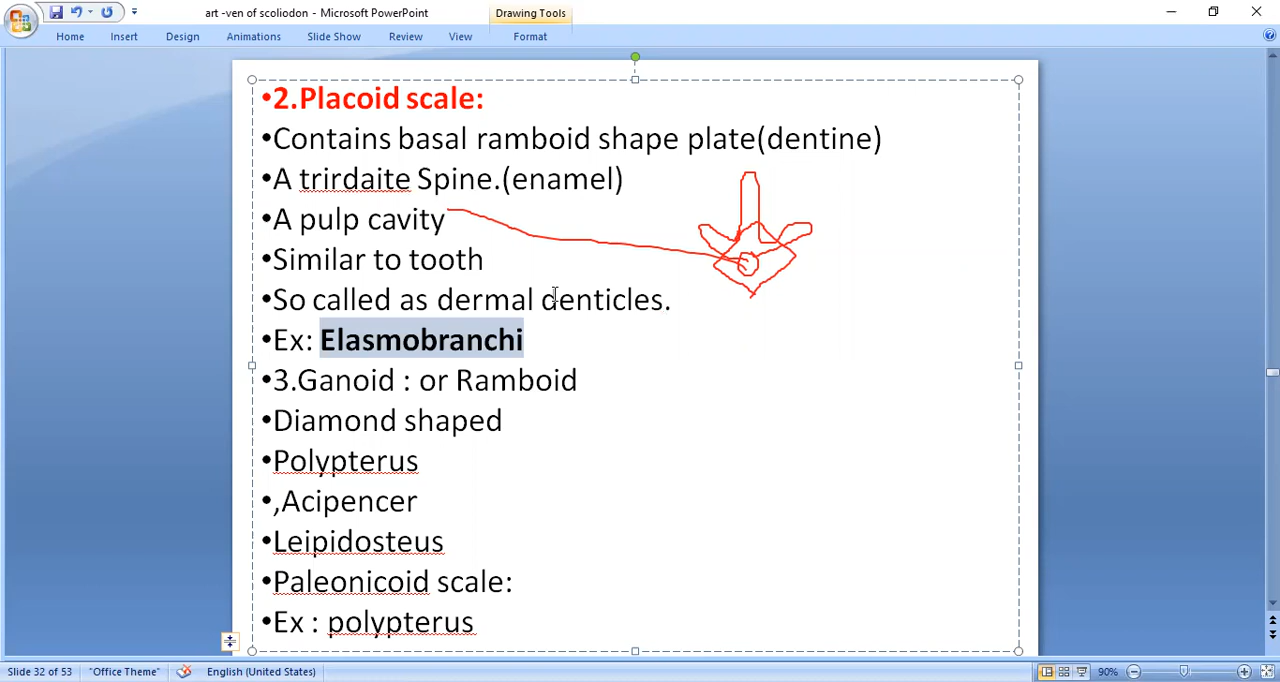 art -ven of scoliodon - Microsoft PowerPoint
Drawing Tools
Home Insert Design Animations Slide Show Review View Format
•2.Placoid scale:
•Contains basal ramboid shape plate(dentine)
•A trirdaite Spine.(enamel)
•A pulp cavity
•Similar to tooth
•So called as dermal denticles.
•Ex: Elasmobranchi
•3.Ganoid : or Ramboid
•Diamond shaped
•Polypterus
•,Acipencer
•Leipidosteus
•Paleonicoid scale:
•Ex : polypterus
Slide 32 of 53 "Office Theme" English (United States) 90%